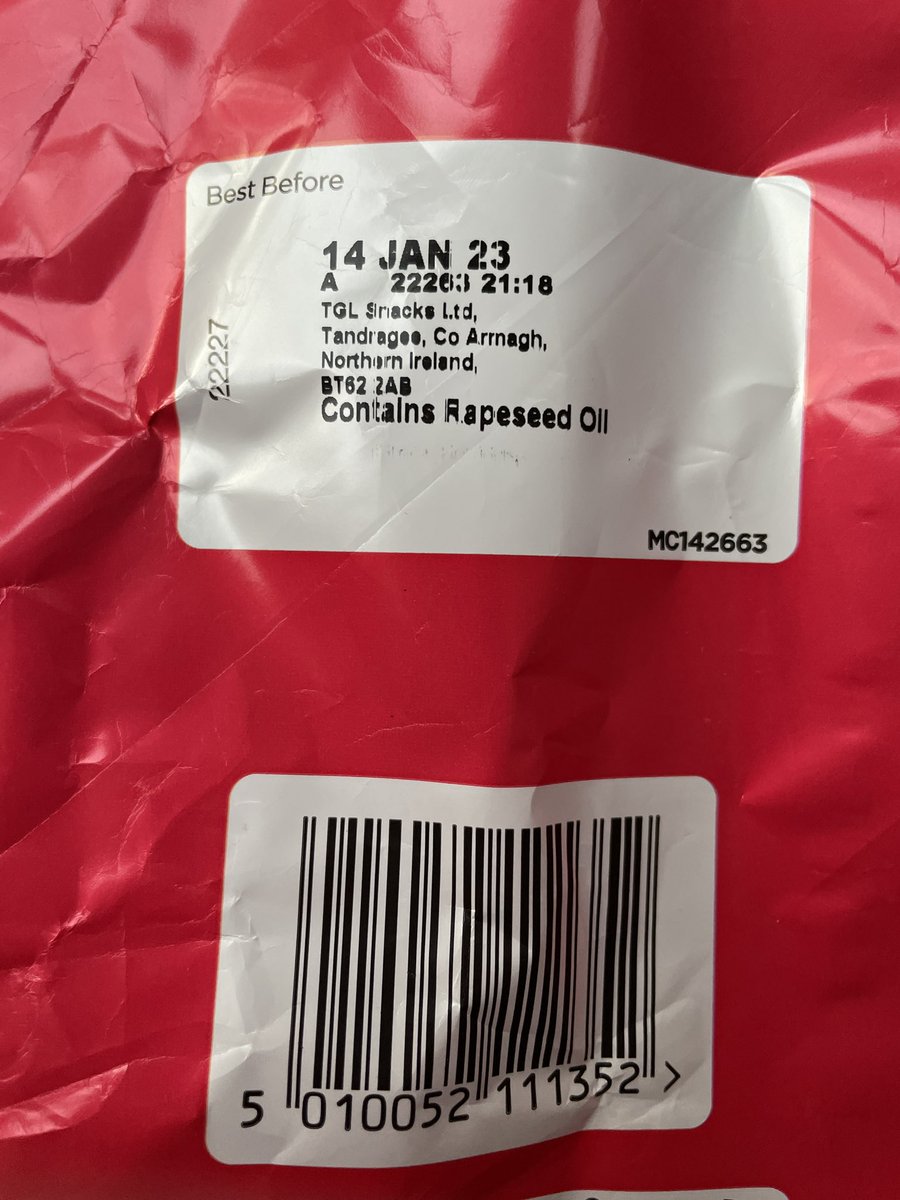 Best Before
14 JAN 23
A 22263 21:18
TGL Snacks Ltd,
Tandragee, Co Armagh,
Northern Ireland,
BT62 2AB
Contains Rapeseed Oil
22227
MC142663
5 010052 111352 >